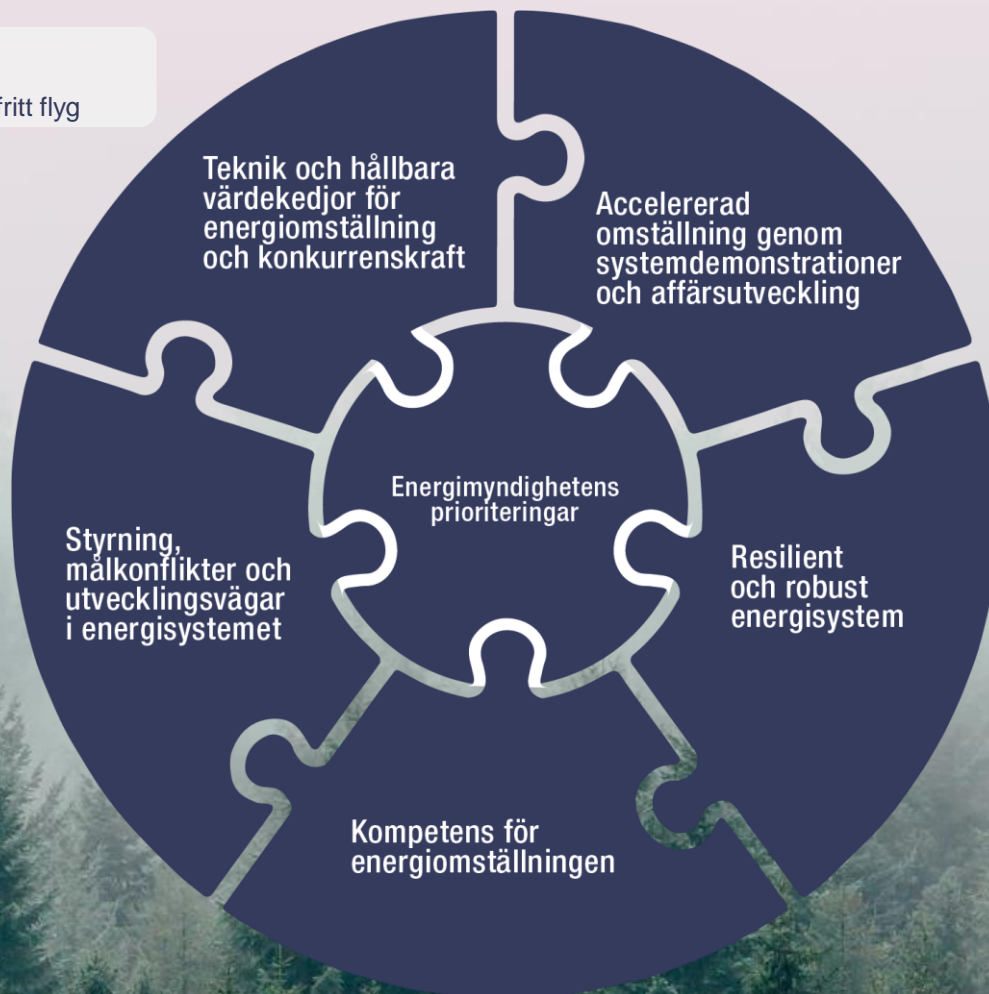 fritt flyg
Teknik och hållbara
värdekedjor för
energiomställning
och konkurrenskraft
Accelererad
omställning genom
systemdemonstrationer
och affärsutveckling
Energimyndighetens
prioriteringar
Styrning,
målkonflikter och
utvecklingsvägar
i energisystemet
Resilient
och robust
energisystem
Kompetens för
energiomställningen